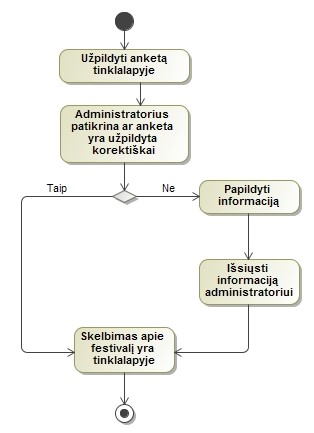 Užpildyti anketą
tinklalapyje
Administratorius
patikrina ar anketa
yra užpildyta
korektiškai
Taip
Ne
Papildyti
informaciją
Išsiųsti
informaciją
administratoriui
Skelbimas apie
festivalį yra
tinklalapyje